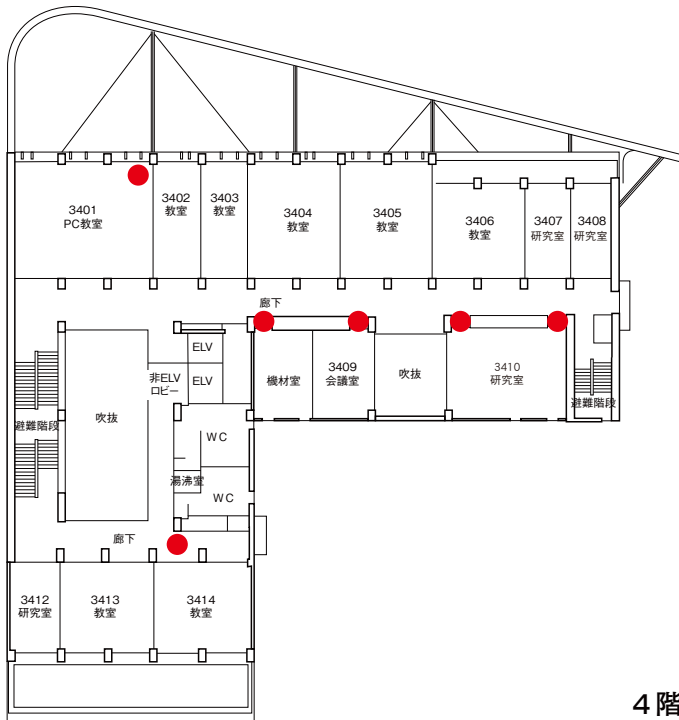 3401
PC教室
3402
教室
3403
教室
3404
教室
3405
教室
3406
教室
3407
研究室
3408
研究室
廊下
ELV
非ELV
ロビー
ELV
機材室
3409
会議室
吹抜
3410
研究室
避難階段
避難階段
吹抜
WC
湯沸室
WC
廊下
3412
研究室
3413
教室
3414
教室
4階